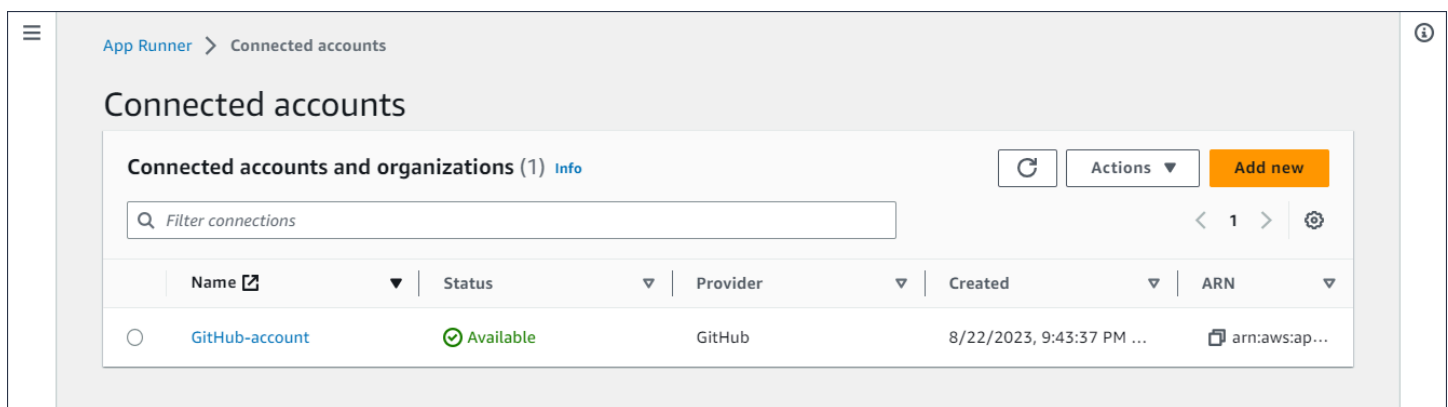 App Runner > Connected accounts
Connected accounts
Connected accounts and organizations (1) Info
Actions
Add new
Filter connections
< 1 >
Name Status Provider Created ARN
GitHub-account Available GitHub 8/22/2023, 9:43:37 PM ... arn:aws:ap...